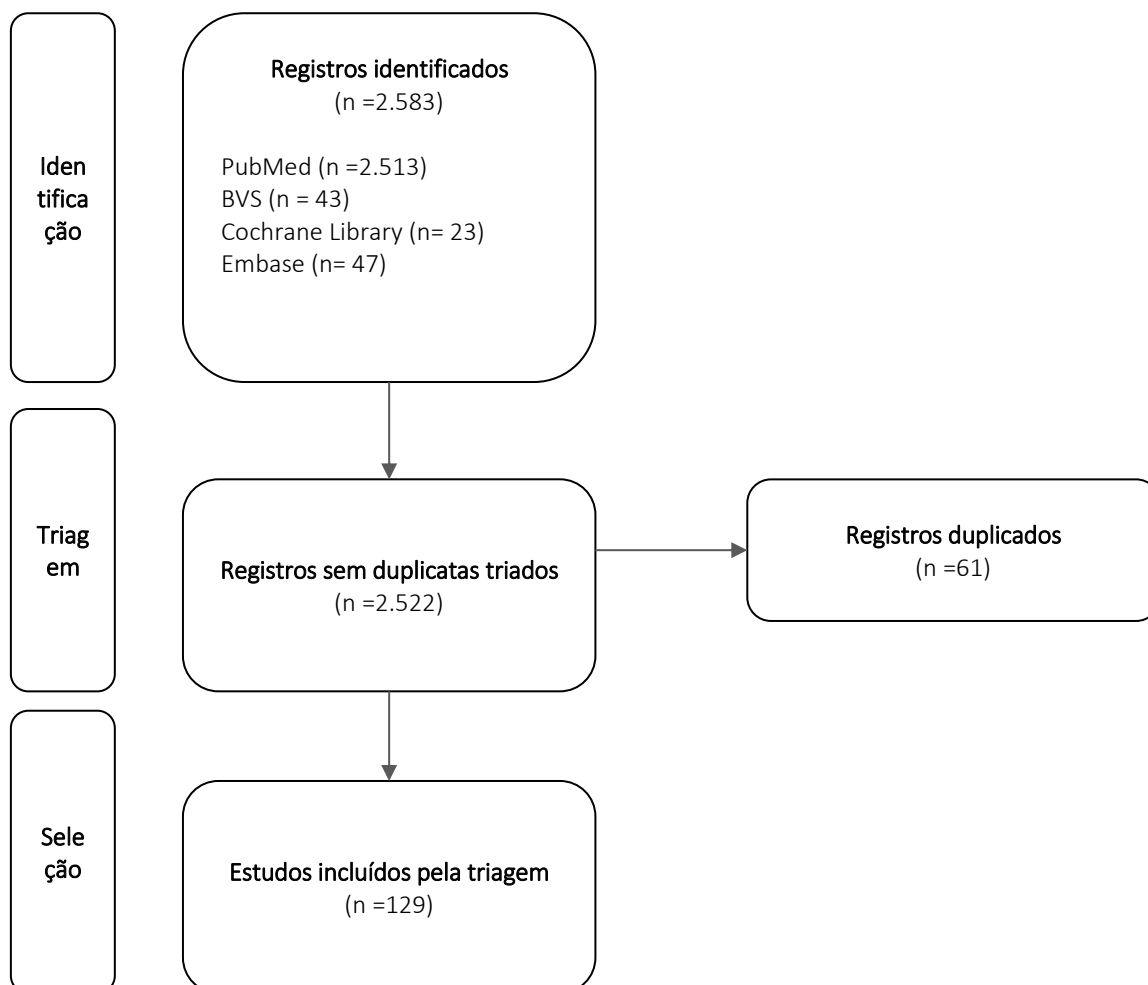 Iden
tifica
ção
Registros identificados
(n =2.583)
PubMed (n =2.513)
BVS (n = 43)
Cochrane Library (n= 23)
Embase (n= 47)
Triag
em
Registros sem duplicatas triados
(n =2.522)
Registros duplicados
(n =61)
Sele
ção
Estudos incluídos pela triagem
(n =129)